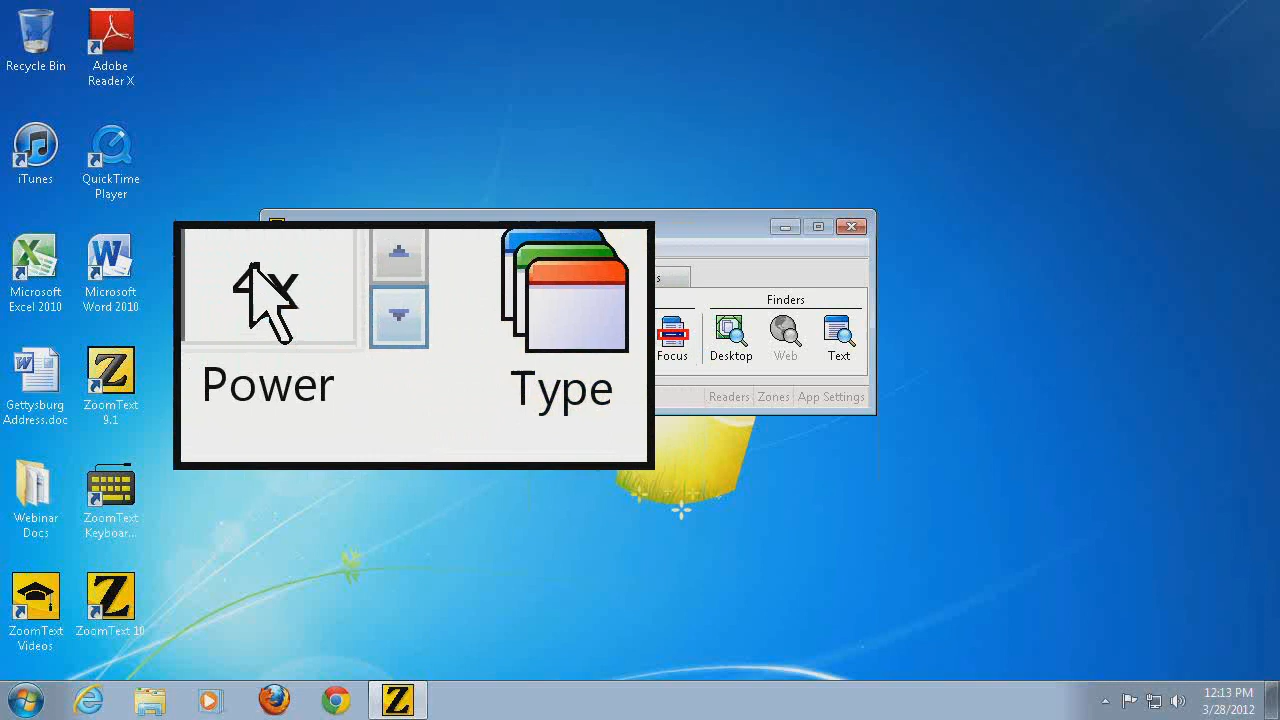 Recycle Bin
Adobe
Reader X
iTunes
QuickTime
Player
Microsoft
Excel 2010
Microsoft
Word 2010
Gettysburg
Address.doc
ZoomText
9.1
Webinar
Docs
ZoomText
Keyboar...
ZoomText
Videos
ZoomText 10
Power
Type
Finders
Focus
Desktop
Web
Text
Readers
Zones
App Settings
12:13 PM
3/28/2012